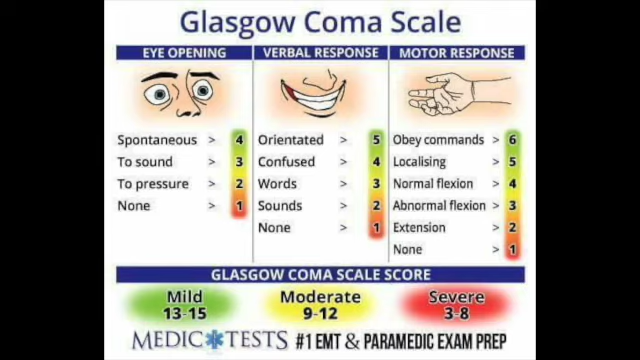 Glasgow Coma Scale
EYE OPENING
Spontaneous > 4
To sound > 3
To pressure > 2
None > 1
VERBAL RESPONSE
Orientated > 5
Confused > 4
Words > 3
Sounds > 2
None > 1
MOTOR RESPONSE
Obey commands > 6
Localising > 5
Normal flexion > 4
Abnormal flexion > 3
Extension > 2
None > 1
GLASGOW COMA SCALE SCORE
Mild
13-15
Moderate
9-12
Severe
3-8
MEDIC TESTS #1 EMT & PARAMEDIC EXAM PREP